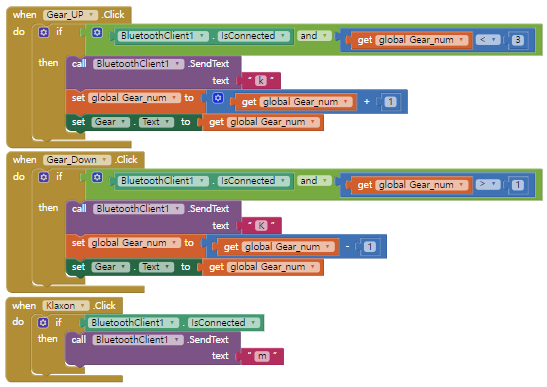 when Gear_UP .Click
do if BluetoothClient1 . IsConnected and get global Gear_num < 3
then call BluetoothClient1 .SendText
text " k "
set global Gear_num to get global Gear_num + 1
set Gear . Text to get global Gear_num
when Gear_Down .Click
do if BluetoothClient1 . IsConnected and get global Gear_num > 1
then call BluetoothClient1 .SendText
text " K "
set global Gear_num to get global Gear_num - 1
set Gear . Text to get global Gear_num
when Klaxon .Click
do if BluetoothClient1 . IsConnected
then call BluetoothClient1 .SendText
text " m "